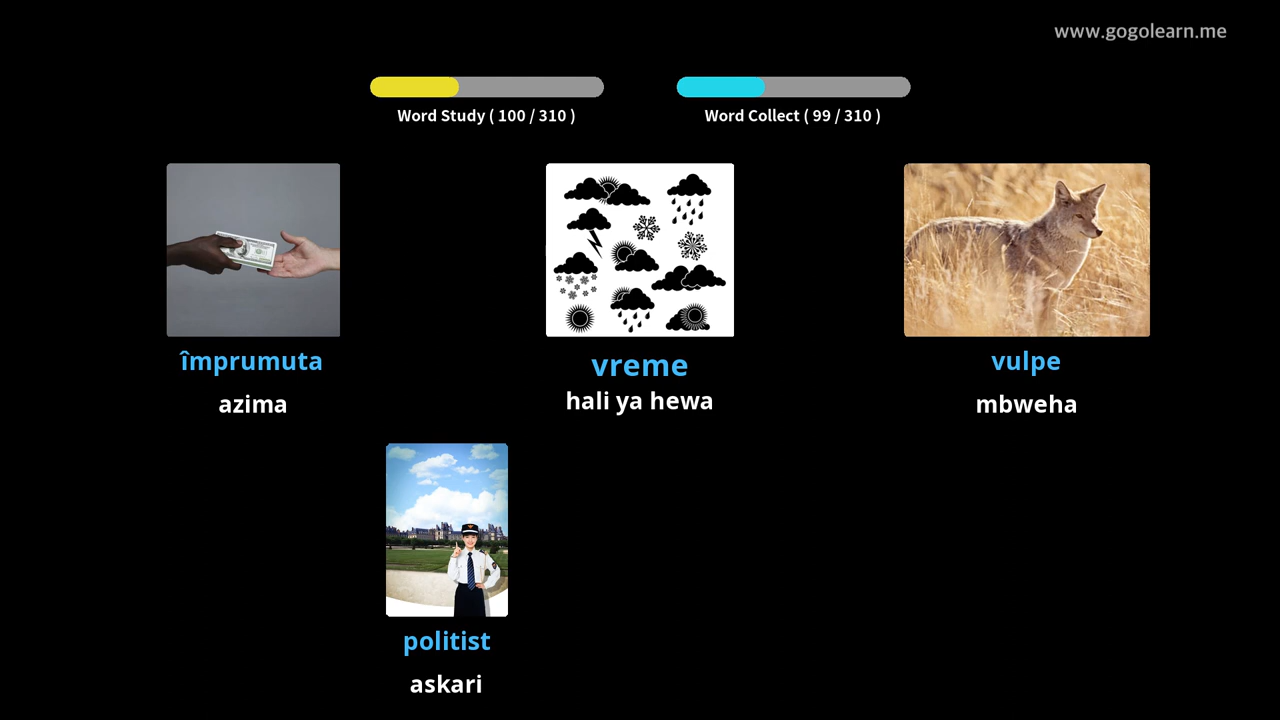 www.gogolearn.me
Word Study ( 100 / 310 )
Word Collect ( 99 / 310 )
împrumuta
azima
vreme
hali ya hewa
vulpe
mbweha
politist
askari